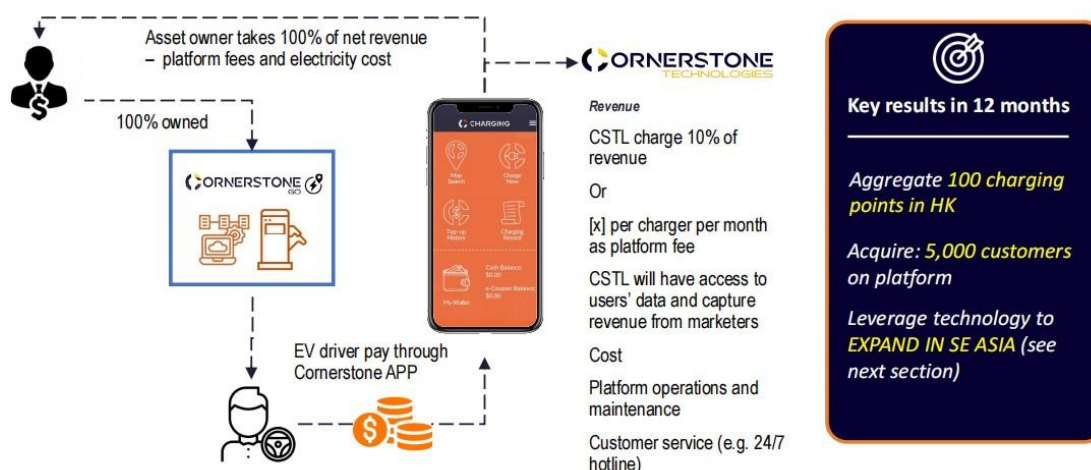 Asset owner takes 100% of net revenue
– platform fees and electricity cost
100% owned
CORNERSTONE
GO
CHARGING
Map
Search
Charge
Now
Top-up
History
Charging
Record
My Wallet
Cash Balance:
$0.00
e-Coupon Balance:
$0.00
EV driver pay through
Cornerstone APP
CORNERSTONE
TECHNOLOGIES
Revenue
CSTL charge 10% of
revenue
Or
[x] per charger per month
as platform fee
CSTL will have access to
users' data and capture
revenue from marketers
Cost
Platform operations and
maintenance
Customer service (e.g. 24/7
hotline)
Key results in 12 months
Aggregate 100 charging
points in HK
Acquire: 5,000 customers
on platform
Leverage technology to
EXPAND IN SE ASIA (see
next section)